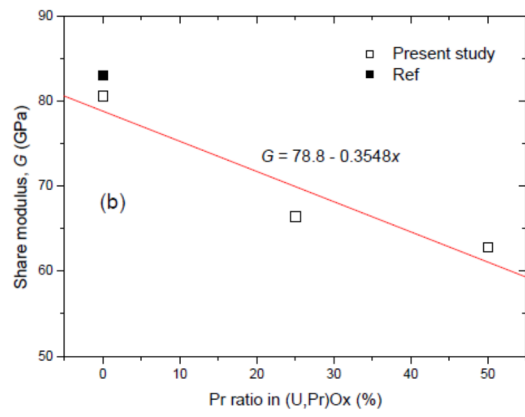 90
80
70
60
50
Share modulus, G (GPa)
□ Present study
■ Ref
G = 78.8 - 0.3548x
(b)
0 10 20 30 40 50
Pr ratio in (U,Pr)Ox (%)